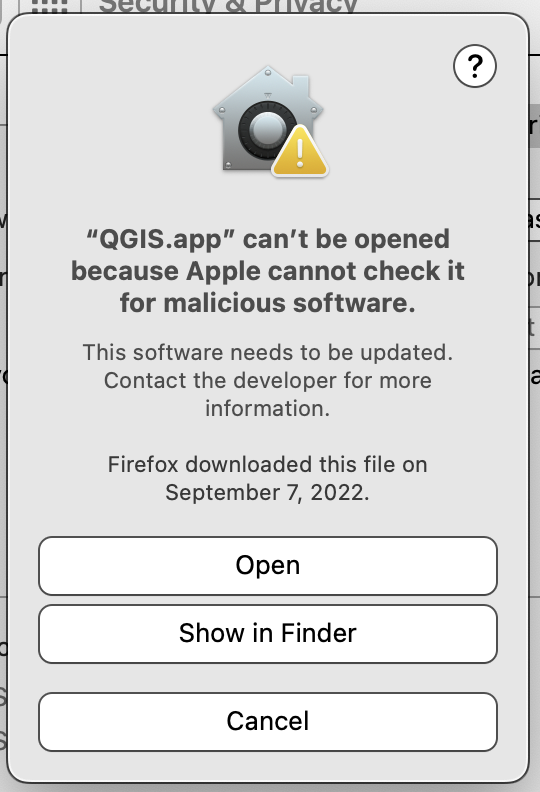 Security & Privacy
?
“QGIS.app” can’t be opened
because Apple cannot check it
for malicious software.
This software needs to be updated.
Contact the developer for more
information.
Firefox downloaded this file on
September 7, 2022.
Open
Show in Finder
Cancel